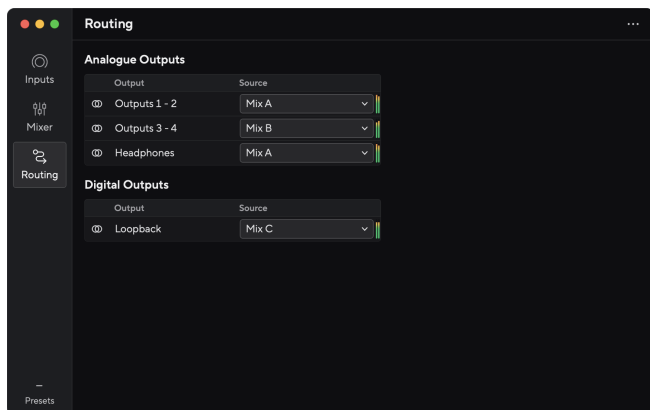 Routing
...
Inputs
Mixer
Routing
Presets
Analogue Outputs
Output Source
Outputs 1 - 2 Mix A
Outputs 3 - 4 Mix B
Headphones Mix A
Digital Outputs
Output Source
Loopback Mix C